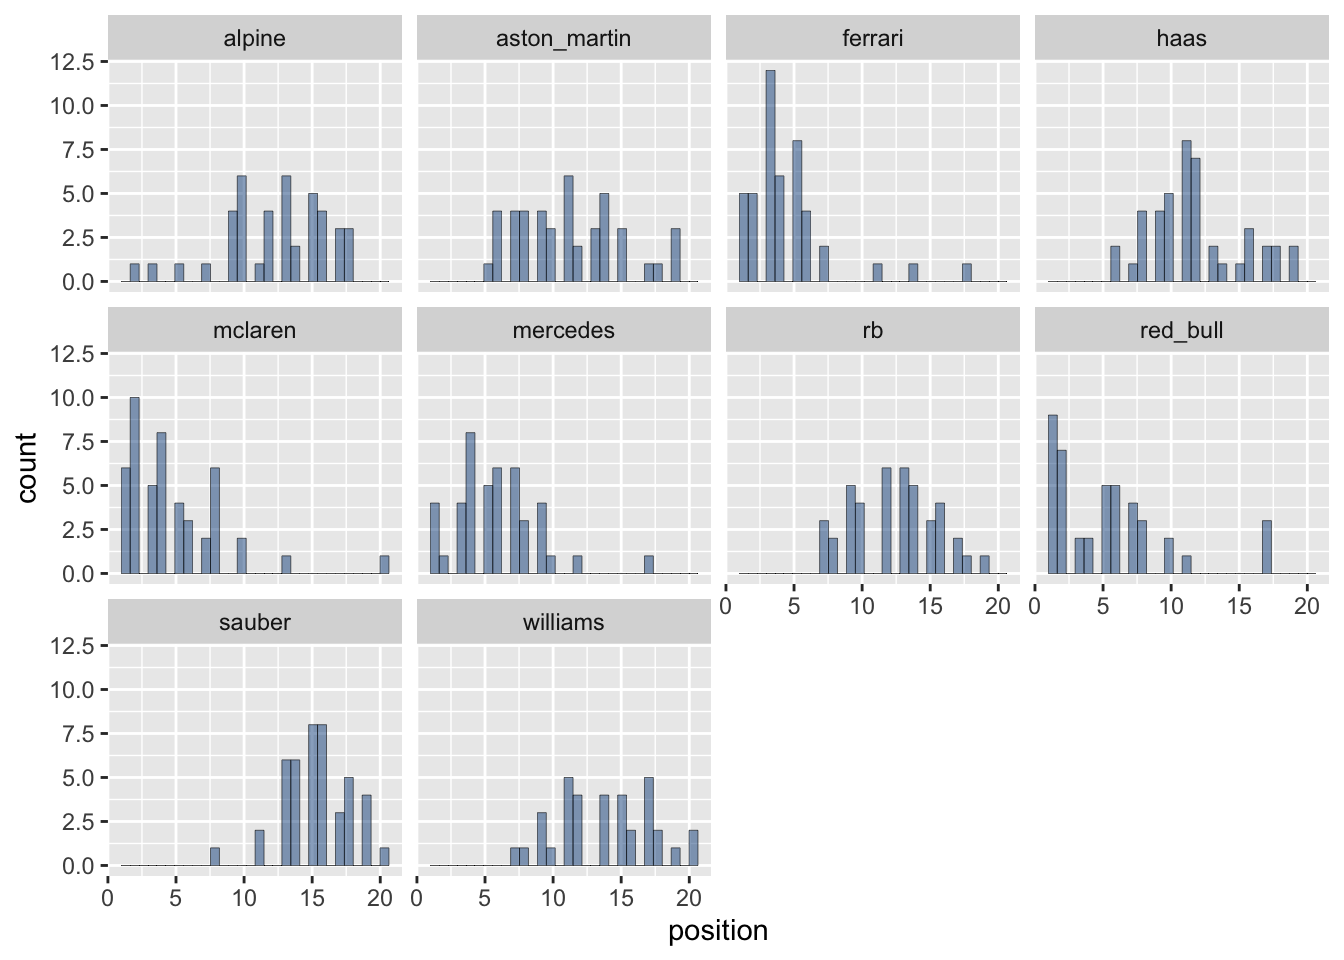 alpine aston_martin ferrari haas
12.5
10.0
7.5
5.0
2.5
0.0
mclaren mercedes rb red_bull
12.5
10.0
7.5
5.0
2.5
0.0
0 5 10 15 20 0 5 10 15 20
sauber williams
12.5
10.0
7.5
5.0
2.5
0.0
0 5 10 15 20 0 5 10 15 20
position
count